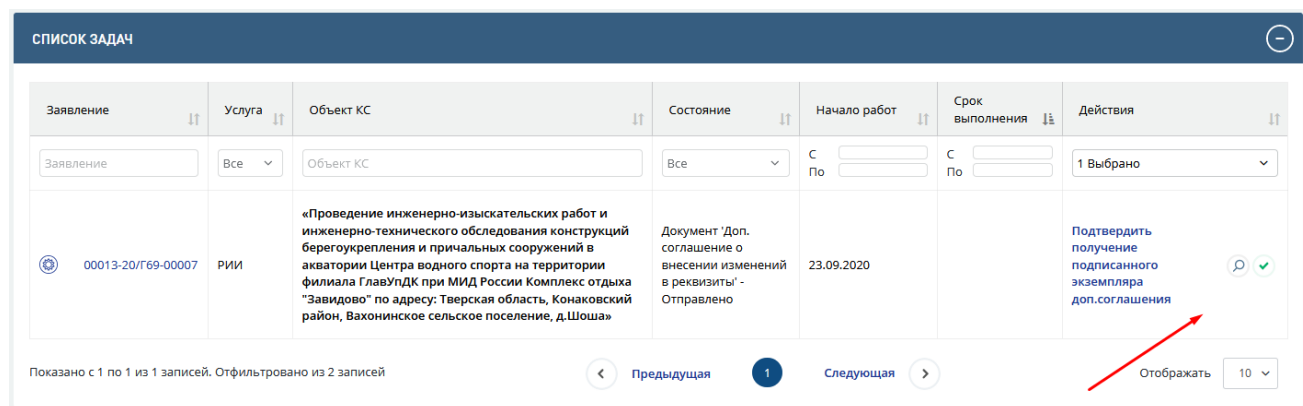 СПИСОК ЗАДАЧ
Заявление
Услуга
Объект КС
Состояние
Начало работ
Срок
выполнения
Действия
Заявление
Все
Объект КС
Все
С
По
С
По
1 Выбрано
00013-20/Г69-00007
РИИ
«Проведение инженерно-изыскательских работ и
инженерно-технического обследования конструкций
берегоукрепления и причальных сооружений в
акватории Центра водного спорта на территории
филиала ГлавУпДК при МИД России Комплекс отдыха
"Завидово" по адресу: Тверская область, Конаковский
район, Вахонинское сельское поселение, д.Шоша»
Документ 'Доп.
соглашение о
внесении изменений
в реквизиты' -
Отправлено
23.09.2020
Подтвердить
получение
подписанного
экземпляра
доп.соглашения
Показано с 1 по 1 из 1 записей. Отфильтровано из 2 записей
Предыдущая
1
Следующая
Отображать
10